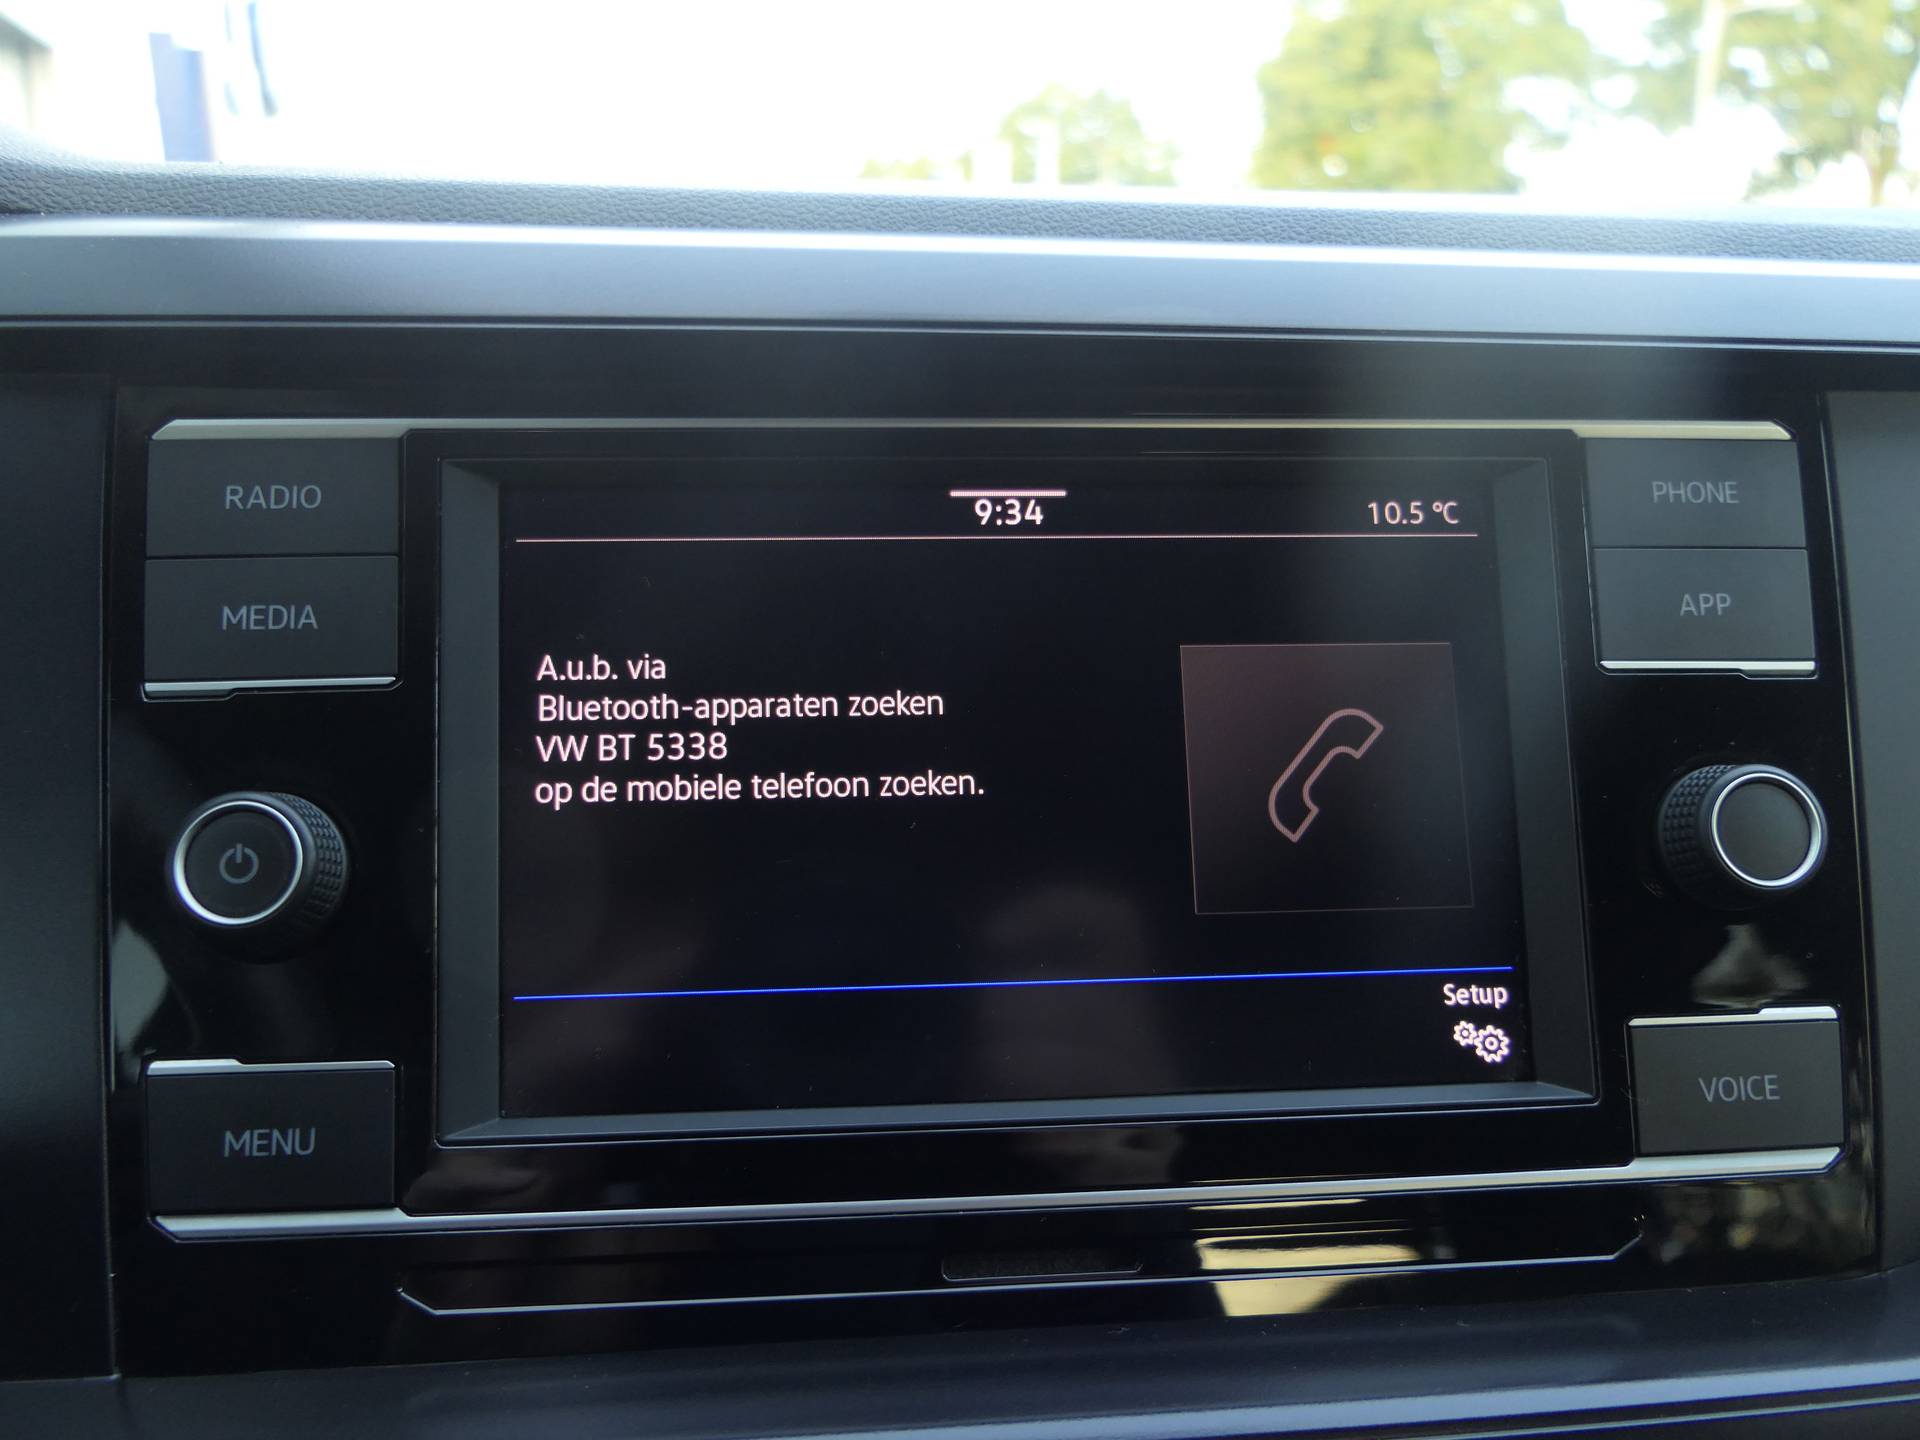 RADIO
MEDIA
MENU
9:34
10.5 °C
A.u.b. via
Bluetooth-apparaten zoeken
VW BT 5338
op de mobiele telefoon zoeken.
Setup
PHONE
APP
VOICE